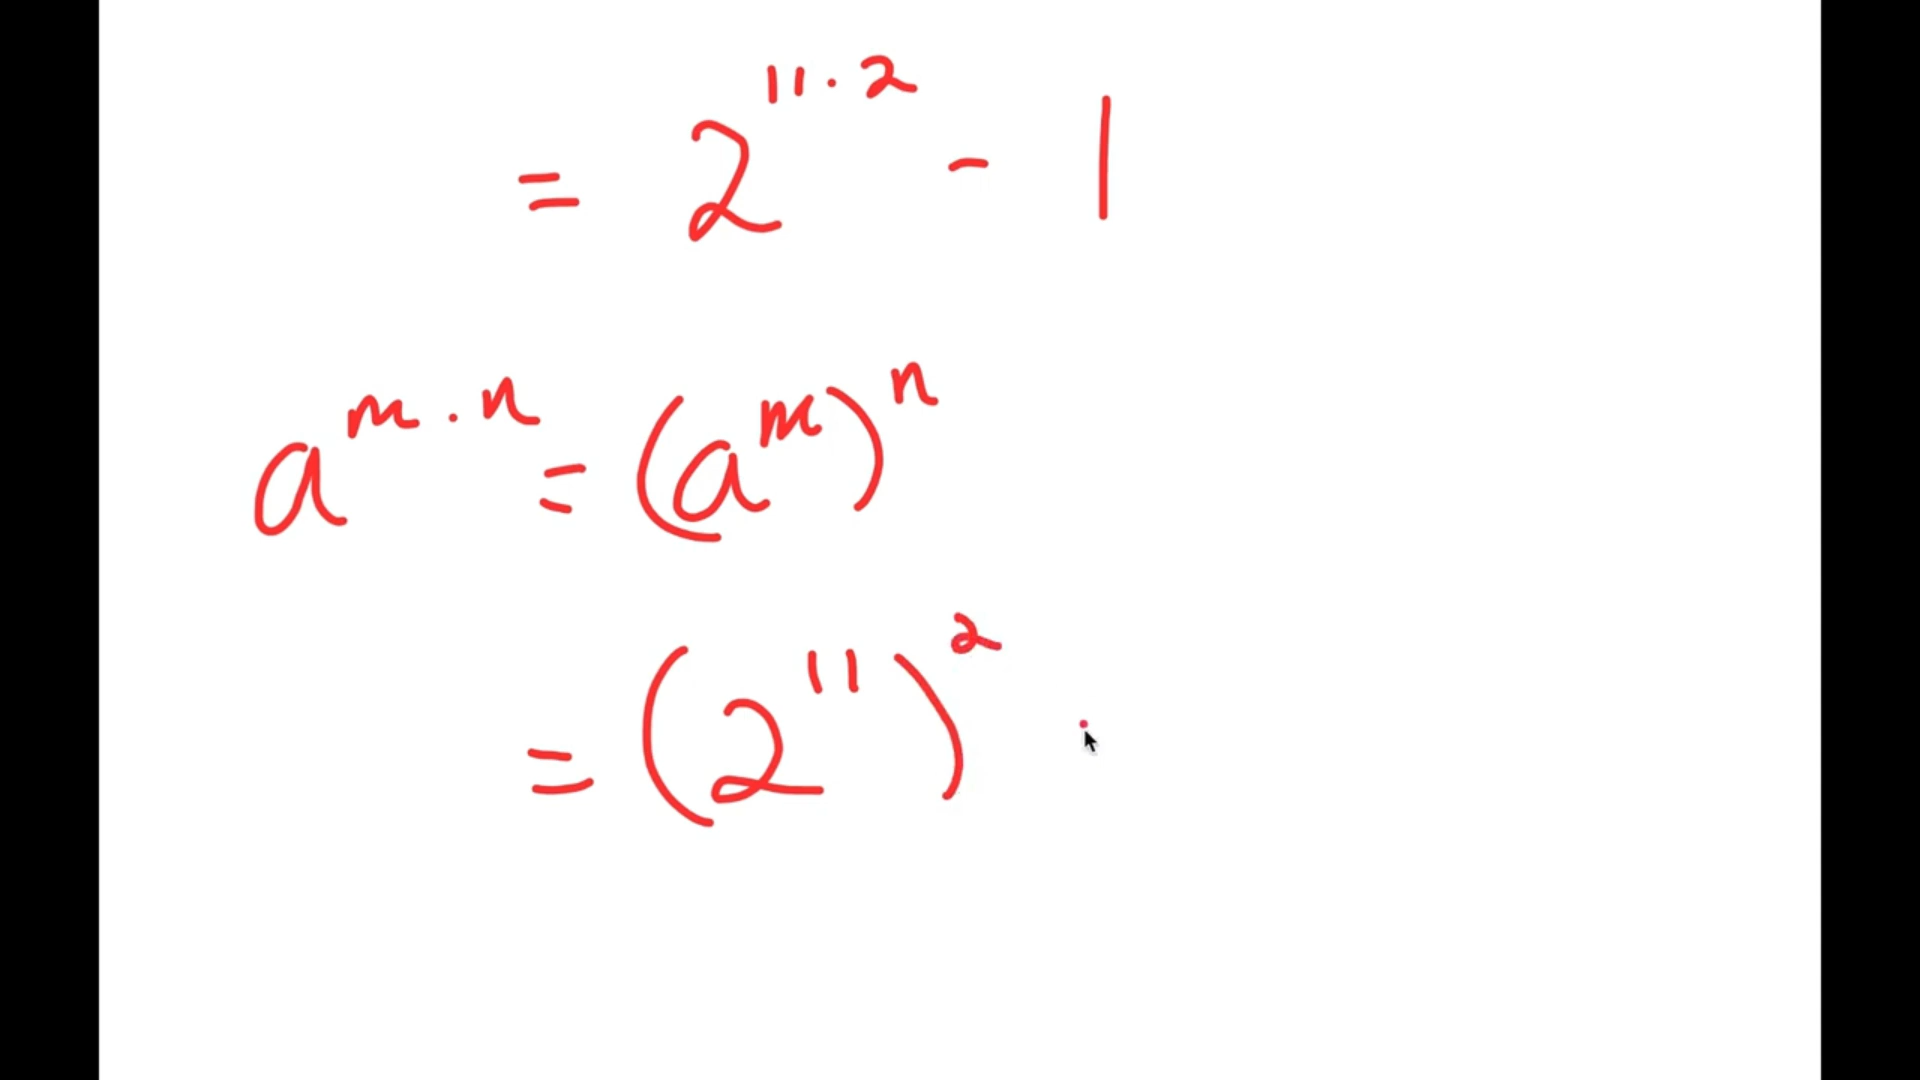 = 2^{11·2} - 1
a^{m·n} = (a^m)^n
= (2^{11})^2